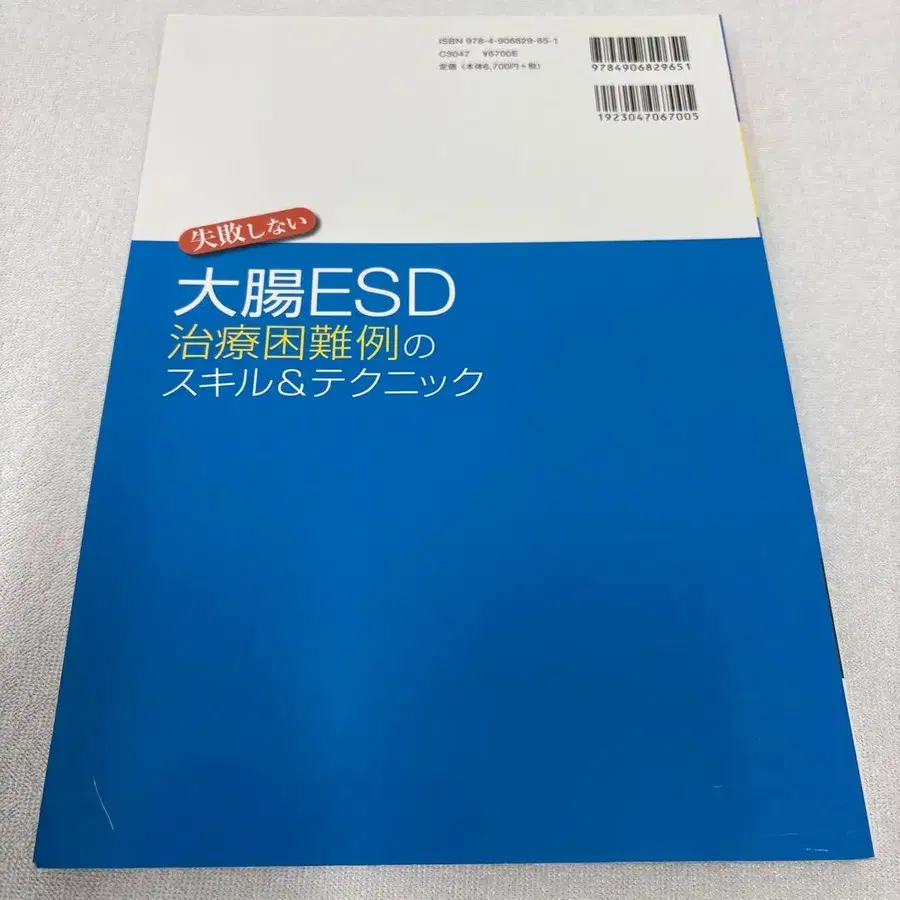 ISBN 978-4-906829-65-1
C3047 ¥6700E
定価（本体6,700円+税）
9784906829651
1923047067005
失敗しない
大腸ESD
治療困難例の
スキル&テクニック